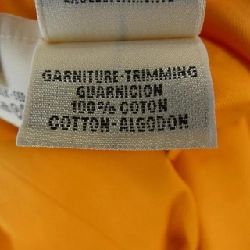 GARNITURE-TRIMMING
GUARNICION
100% COTON
COTTON-ALGODON